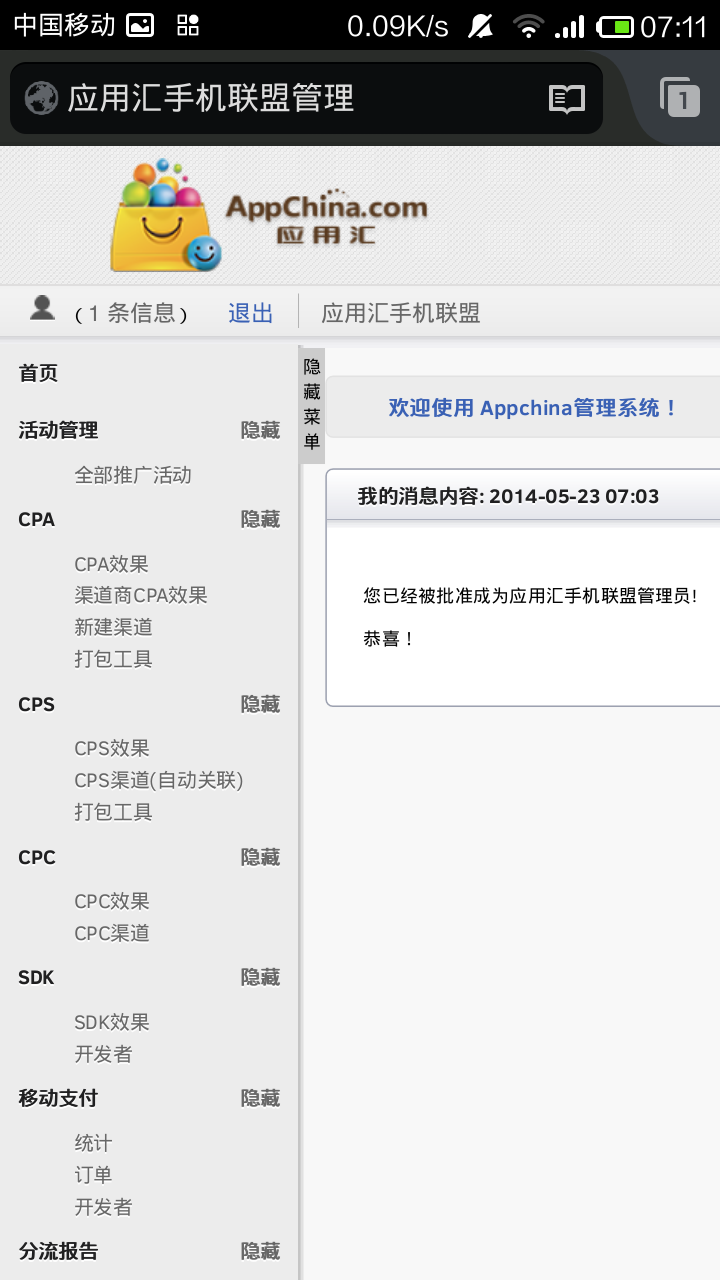 中国移动 0.09K/s 07:11
应用汇手机联盟管理 1
AppChina.com
应用汇
(1 条信息) 退出 应用汇手机联盟
首页
活动管理 隐藏
全部推广活动
CPA 隐藏
CPA效果
渠道商CPA效果
新建渠道
打包工具
CPS 隐藏
CPS效果
CPS渠道(自动关联)
打包工具
CPC 隐藏
CPC效果
CPC渠道
SDK 隐藏
SDK效果
开发者
移动支付 隐藏
统计
订单
开发者
分流报告 隐藏
隐藏菜单
欢迎使用 Appchina管理系统！
我的消息内容: 2014-05-23 07:03
您已经被批准成为应用汇手机联盟管理员!
恭喜！